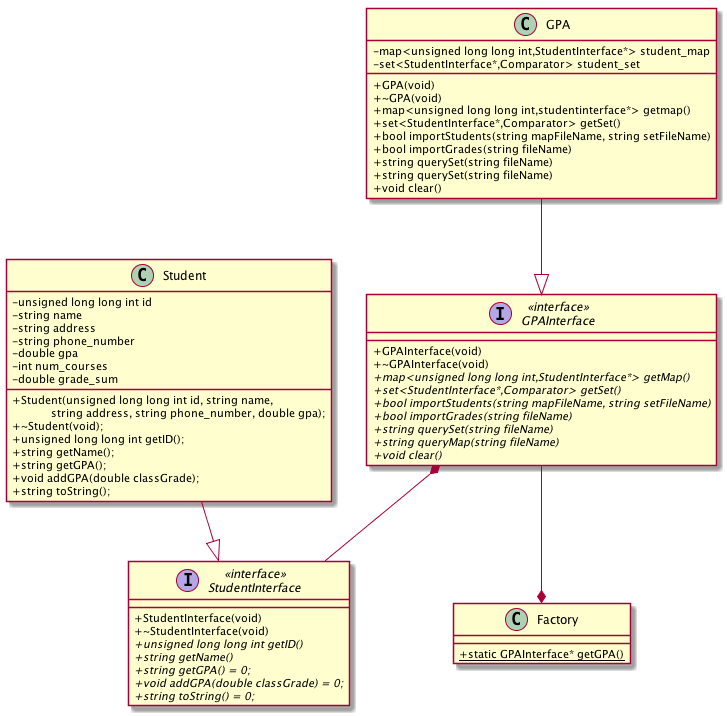 C GPA
-map<unsigned long long int,StudentInterface*> student_map
-set<StudentInterface*,Comparator> student_set
+GPA(void)
+~GPA(void)
+map<unsigned long long int,studentinterface*> getmap()
+set<StudentInterface*,Comparator> getSet()
+bool importStudents(string mapFileName, string setFileName)
+bool importGrades(string fileName)
+string querySet(string fileName)
+string querySet(string fileName)
+void clear()
C Student
-unsigned long long int id
-string name
-string address
-string phone_number
-double gpa
-int num_courses
-double grade_sum
+Student(unsigned long long int id, string name,
string address, string phone_number, double gpa);
+~Student(void);
+unsigned long long int getID();
+string getName();
+string getGPA();
+void addGPA(double classGrade);
+string toString();
I «interface»
GPAInterface
+GPAInterface(void)
+~GPAInterface(void)
+map<unsigned long long int,StudentInterface*> getMap()
+set<StudentInterface*,Comparator> getSet()
+bool importStudents(string mapFileName, string setFileName)
+bool importGrades(string fileName)
+string querySet(string fileName)
+string queryMap(string fileName)
+void clear()
I «interface»
StudentInterface
+StudentInterface(void)
+~StudentInterface(void)
+unsigned long long int getID()
+string getName()
+string getGPA() = 0;
+void addGPA(double classGrade) = 0;
+string toString() = 0;
C Factory
+static GPAInterface* getGPA()